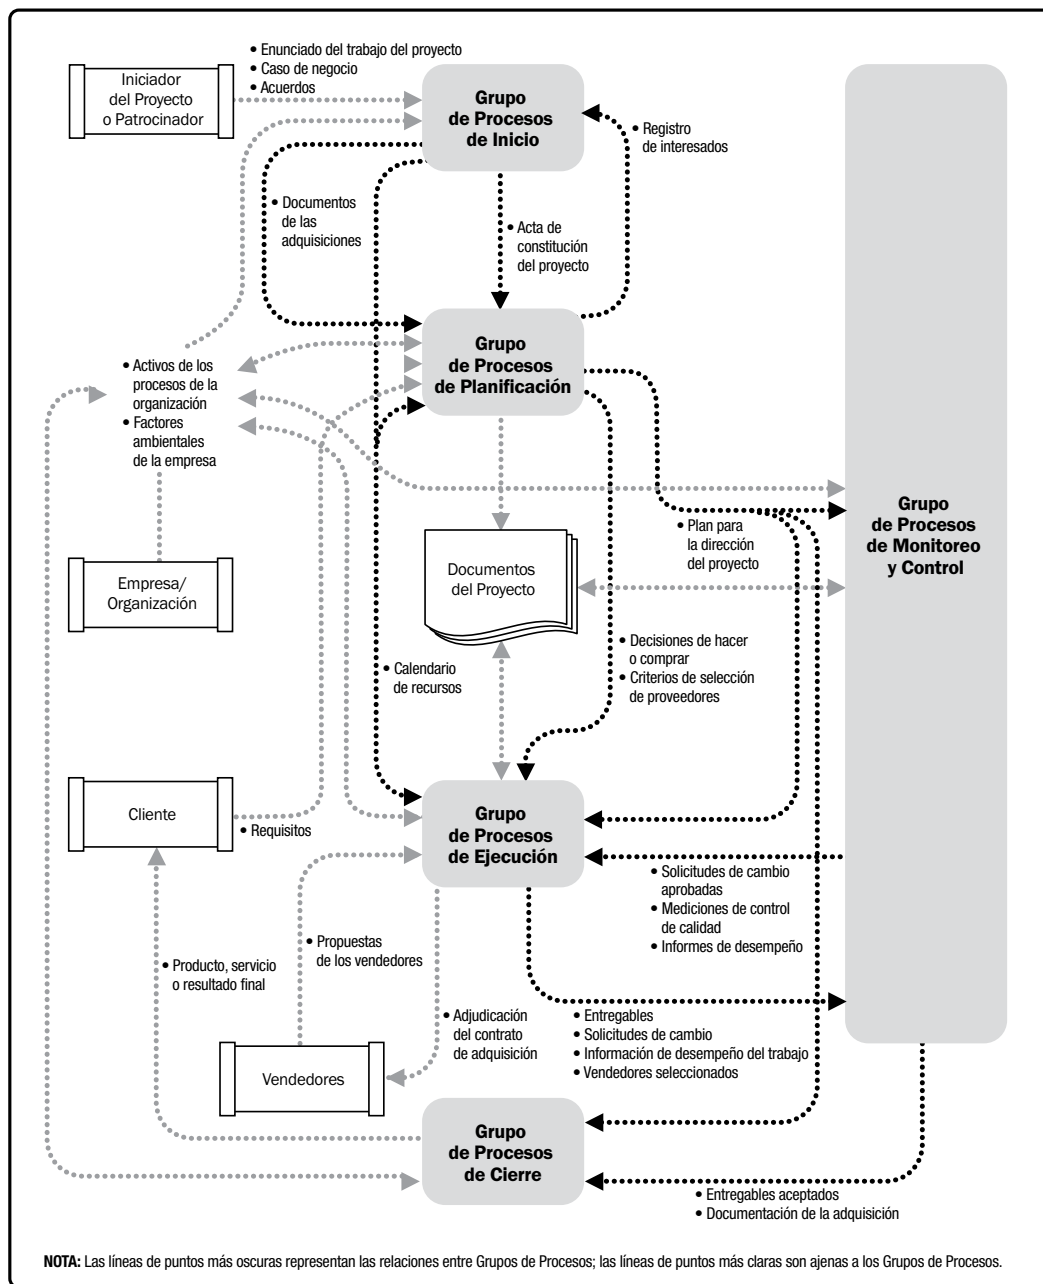 • Enunciado del trabajo del proyecto
• Caso de negocio
• Acuerdos
Iniciador
del Proyecto
o Patrocinador
Grupo
de Procesos
de Inicio
• Registro
de interesados
• Documentos
de las
adquisiciones
• Acta de
constitución
del proyecto
Grupo
de Procesos
de Planificación
• Activos de los
procesos de la
organización
• Factores
ambientales
de la empresa
Grupo
de Procesos
de Monitoreo
y Control
• Plan para
la dirección
del proyecto
Empresa/
Organización
Documentos
del Proyecto
• Calendario
de recursos
• Decisiones de hacer
o comprar
• Criterios de selección
de proveedores
Cliente
• Requisitos
Grupo
de Procesos
de Ejecución
• Solicitudes de cambio
aprobadas
• Mediciones de control
de calidad
• Informes de desempeño
• Propuestas
de los vendedores
• Producto, servicio
o resultado final
• Adjudicación
del contrato
de adquisición
• Entregables
• Solicitudes de cambio
• Información de desempeño del trabajo
• Vendedores seleccionados
Vendedores
Grupo
de Procesos
de Cierre
• Entregables aceptados
• Documentación de la adquisición
NOTA: Las líneas de puntos más oscuras representan las relaciones entre Grupos de Procesos; las líneas de puntos más claras son ajenas a los Grupos de Procesos.